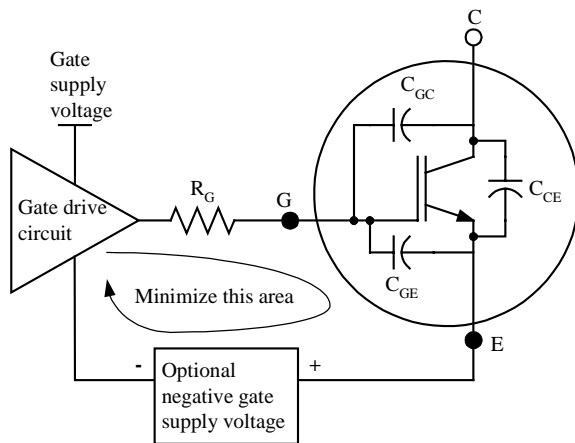 C
Gate
supply
voltage
C_GC
R_G
G
Gate drive
circuit
C_CE
C_GE
Minimize this area
E
-
+
Optional
negative gate
supply voltage